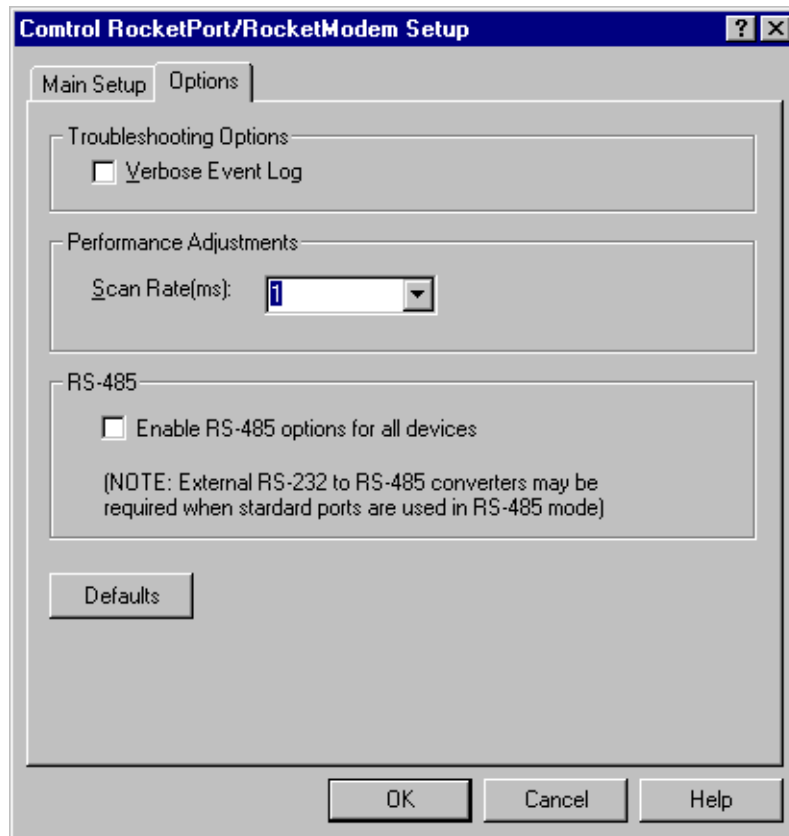 Comtrol RocketPort/RocketModem Setup
Main Setup
Options
Troubleshooting Options
Verbose Event Log
Performance Adjustments
Scan Rate(ms):
1
RS-485
Enable RS-485 options for all devices
(NOTE: External RS-232 to RS-485 converters may be
required when stardard ports are used in RS-485 mode)
Defaults
OK
Cancel
Help